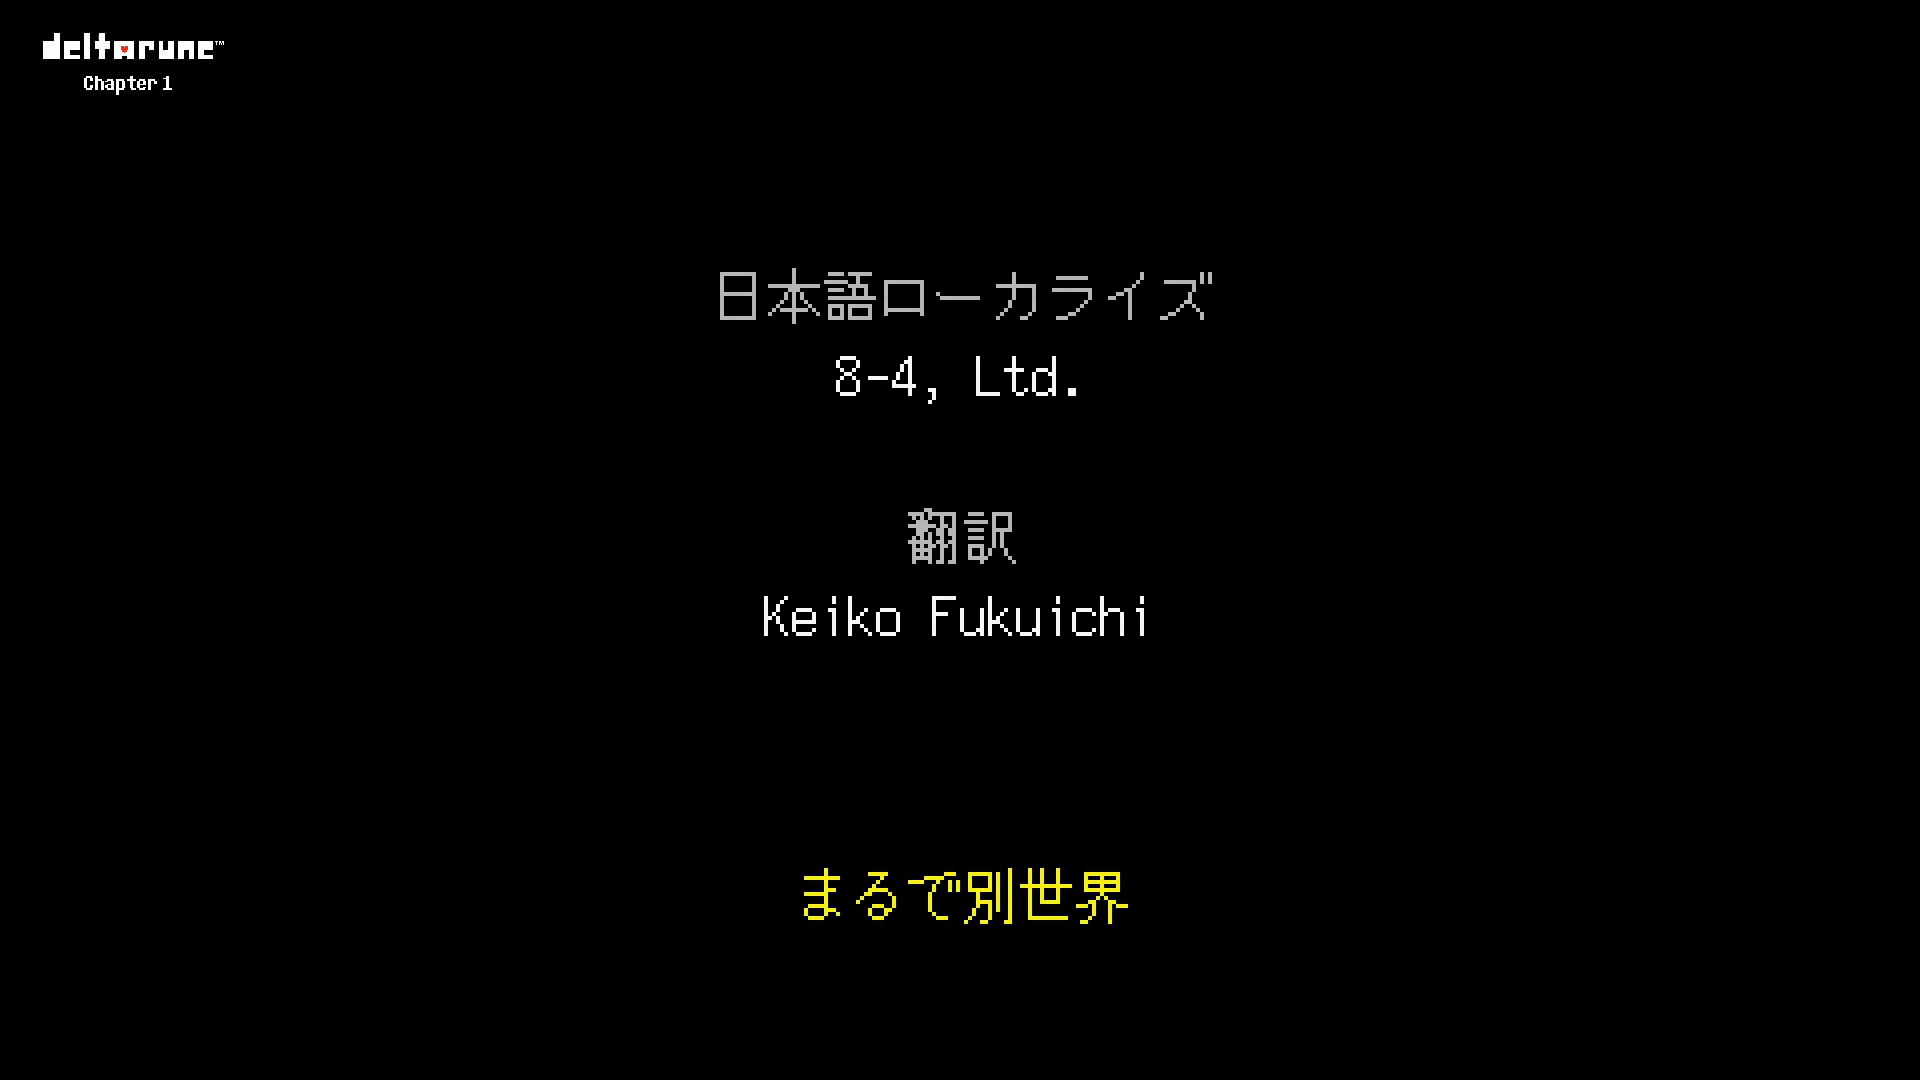 deltarune™
Chapter 1
日本語ローカライズ
8-4, Ltd.
翻訳
Keiko Fukuichi
まるで別世界